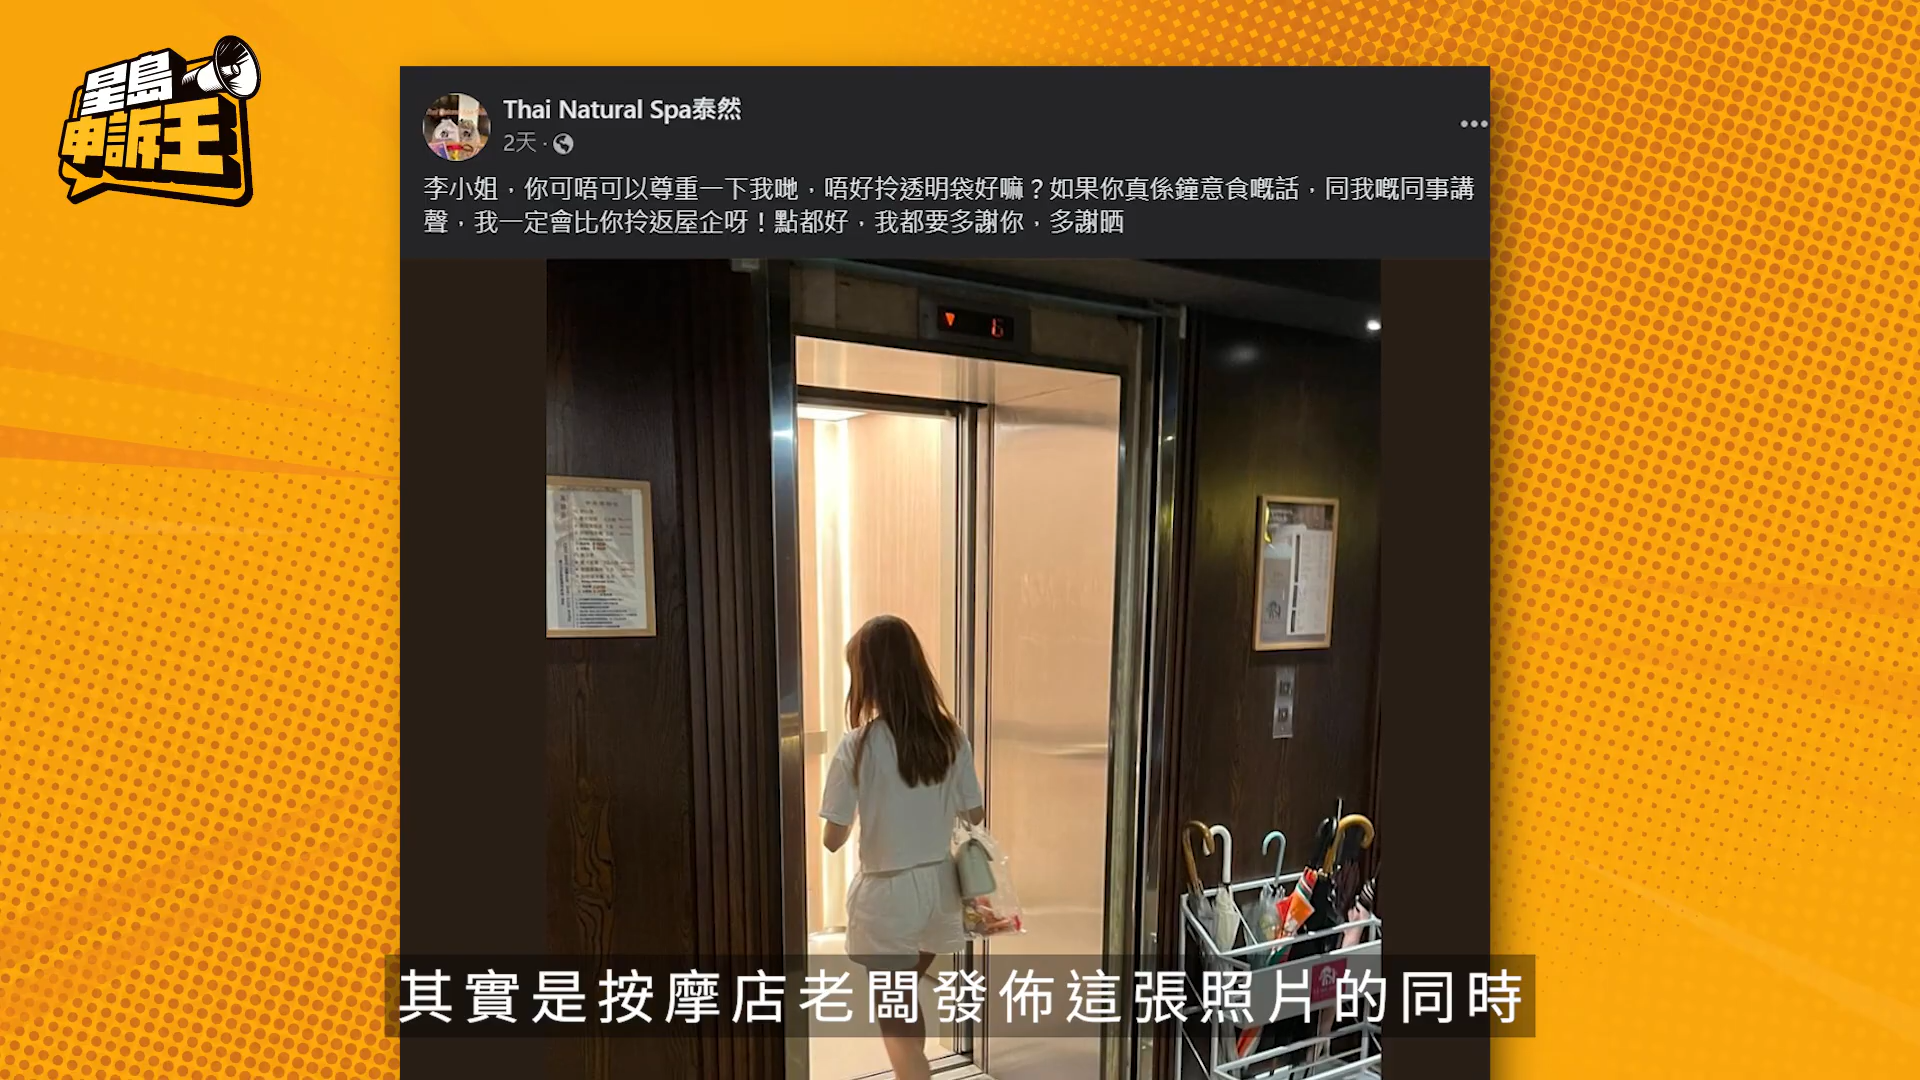 星島
申訴王
Thai Natural Spa泰然
2天 ·
李小姐，你可唔可以尊重一下我哋，唔好拎透明袋好嘛？如果你真係鐘意食嘅話，同我嘅同事講
聲，我一定會比你拎返屋企呀！點都好，我都要多謝你，多謝晒
其實是按摩店老闆發佈這張照片的同時